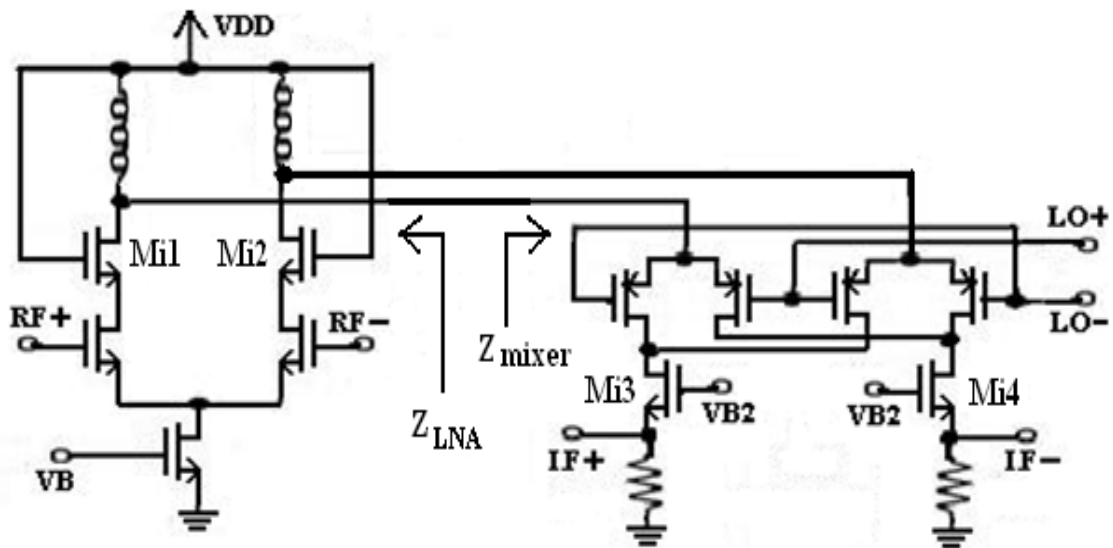 VDD
Mi1
Mi2
RF+
RF-
VB
Z LNA
Z mixer
LO+
LO-
Mi3
VB2
VB2
Mi4
IF+
IF-